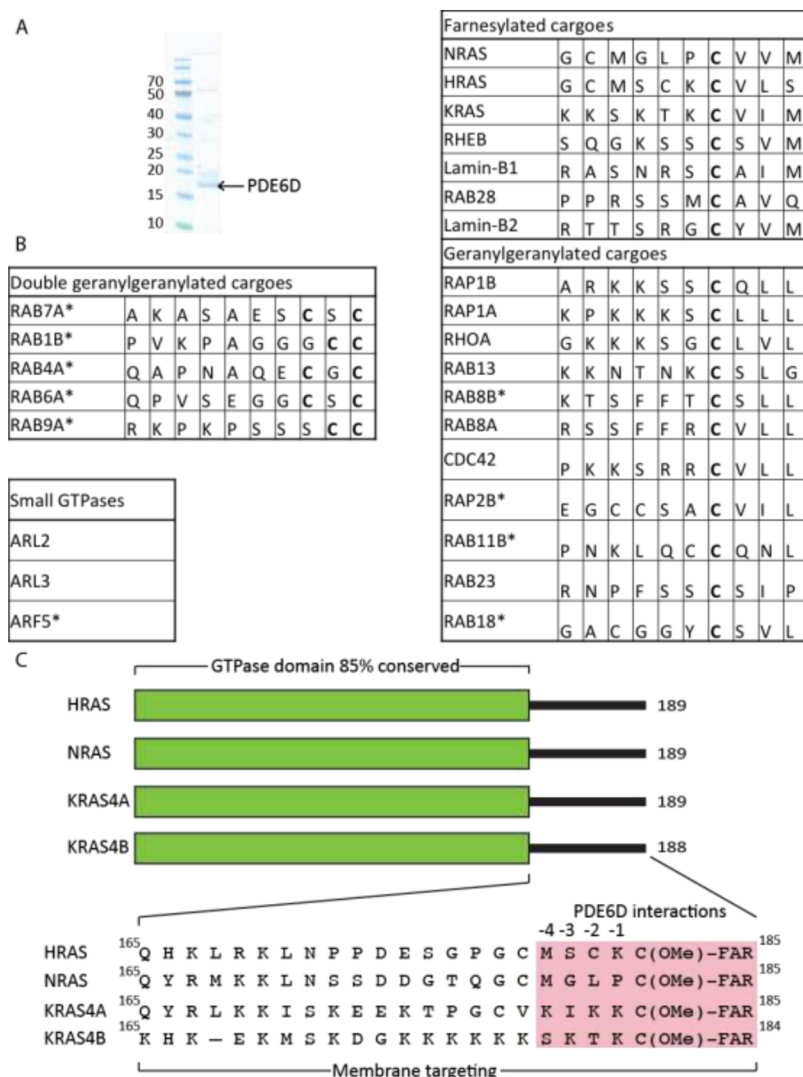 A
70
50
40
30
25
20
15
10
PDE6D
B
Double geranylgeranylated cargoes
RAB7A* A K A S A E S C S C
RAB1B* P V K P A G G G C C
RAB4A* Q A P N A Q E C G C
RAB6A* Q P V S E G G C S C
RAB9A* R K P K P S S S C C
Small GTPases
ARL2
ARL3
ARF5*
Farnesylated cargoes
NRAS G C M G L P C V V M
HRAS G C M S C K C V L S
KRAS K K S K T K C V I M
RHEB S Q G K S S C S V M
Lamin-B1 R A S N R S C A I M
RAB28 P P R S S M C A V Q
Lamin-B2 R T T S R G C Y V M
Geranylgeranylated cargoes
RAP1B A R K K S S C Q L L
RAP1A K P K K K S C L L L
RHOA G K K K S G C L V L
RAB13 K K N T N K C S L G
RAB8B* K T S F F T C S L L
RAB8A R S S F F R C V L L
CDC42 P K K S R R C V L L
RAP2B* E G C C S A C V I L
RAB11B* P N K L Q C C Q N L
RAB23 R N P F S S C S I P
RAB18* G A C G G Y C S V L
C
GTPase domain 85% conserved
HRAS 189
NRAS 189
KRAS4A 189
KRAS4B 188
PDE6D interactions
-4 -3 -2 -1
HRAS 165 Q H K L R K L N P P D E S G P G C M S C K C(OMe)-FAR 185
NRAS 165 Q Y R M K K L N S S D D G T Q G C M G L P C(OMe)-FAR 185
KRAS4A 165 Q Y R L K K I S K E E K T P G C V K I K K C(OMe)-FAR 185
KRAS4B 165 K H K - E K M S K D G K K K K K K S K T K C(OMe)-FAR 184
Membrane targeting